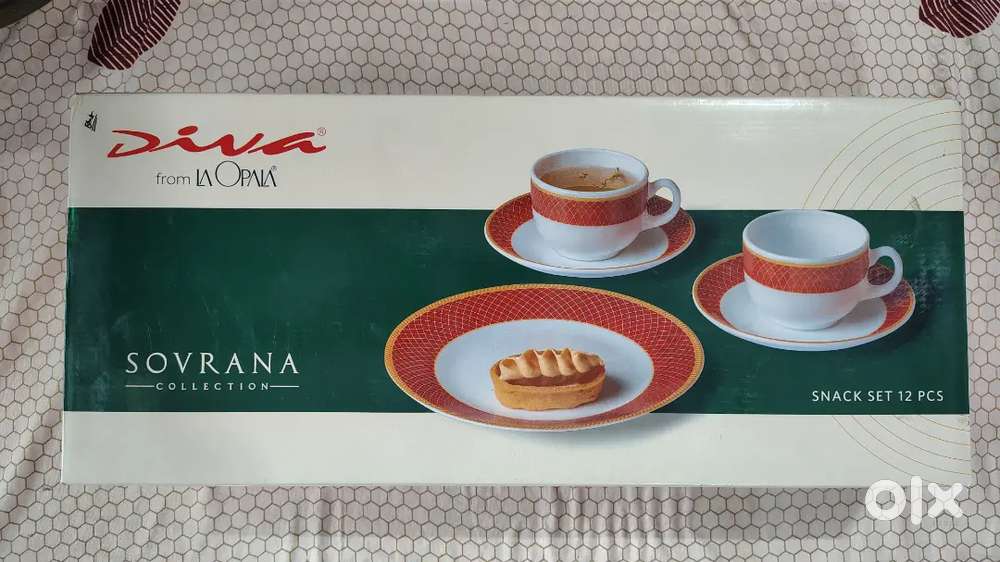 Diva®
from LA OPALA®
SOVRANA
COLLECTION
SNACK SET 12 PCS
olx